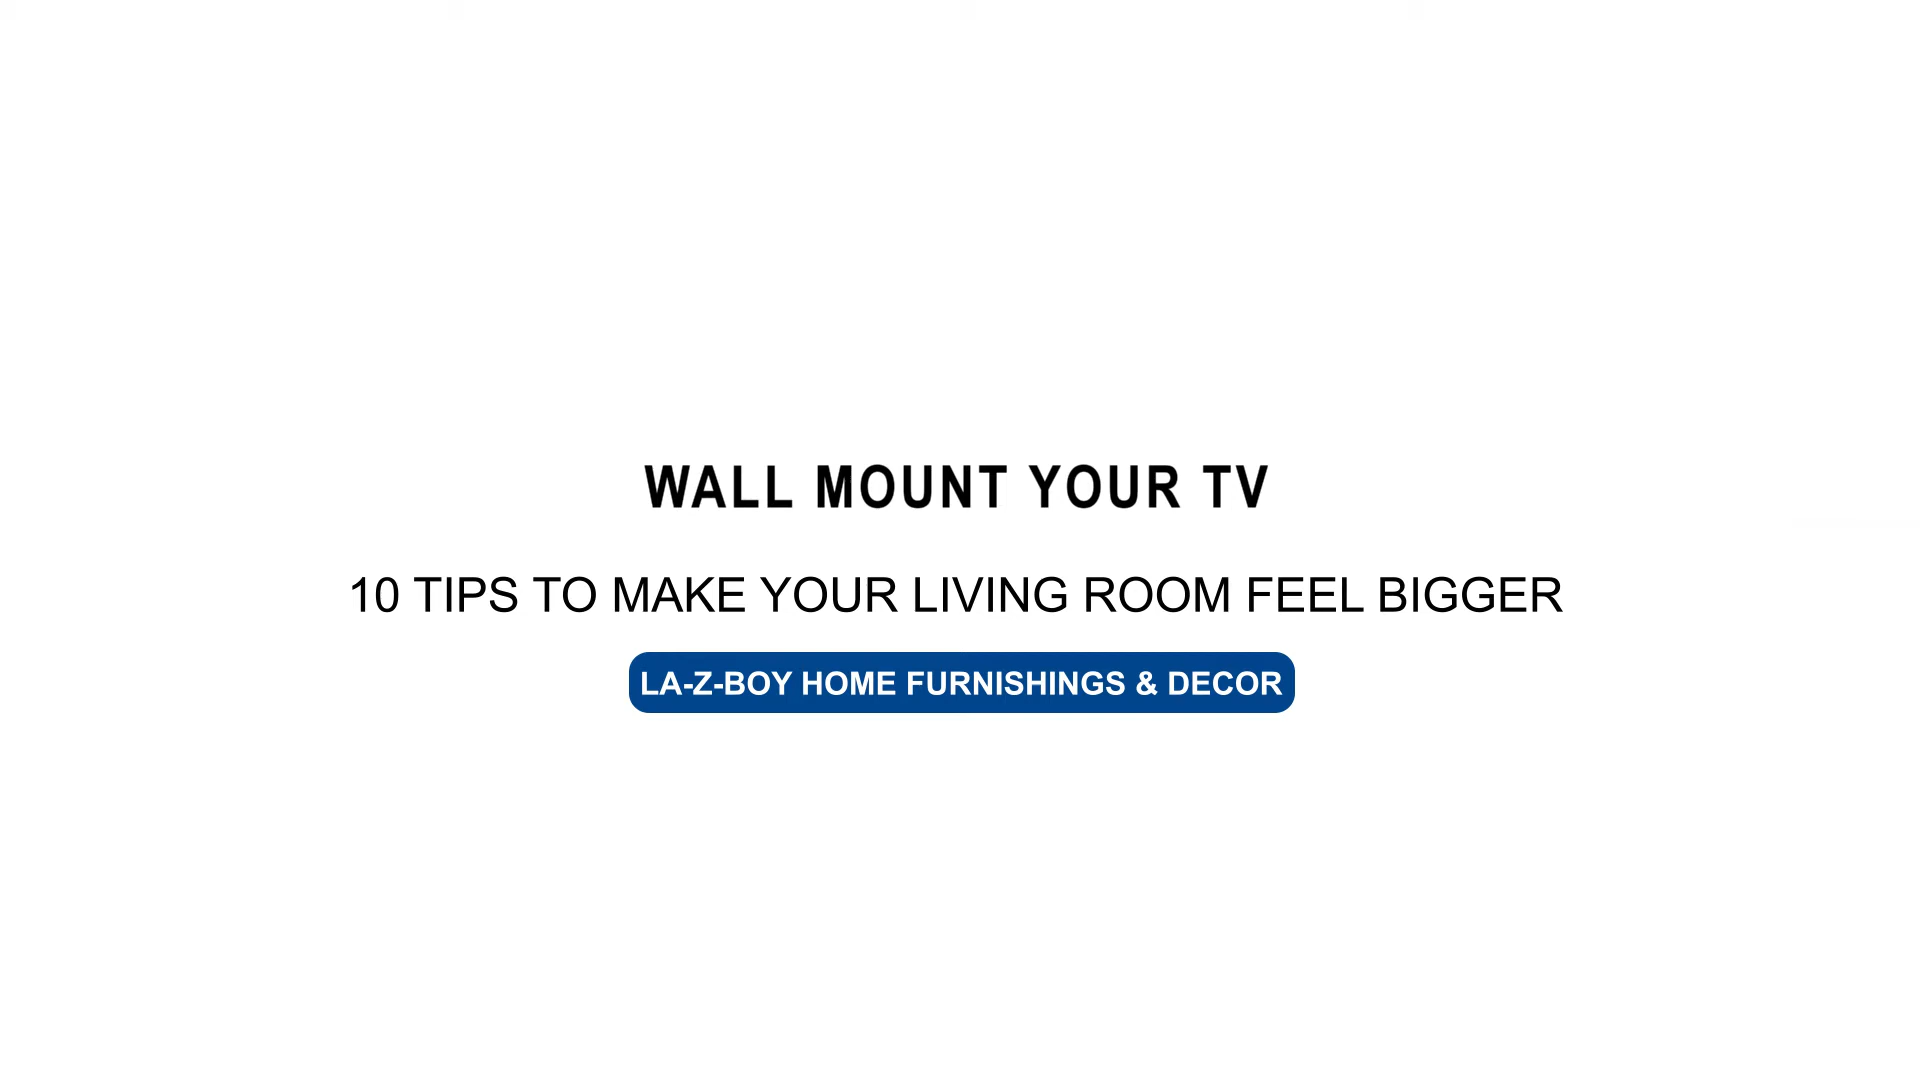 WALL MOUNT YOUR TV
10 TIPS TO MAKE YOUR LIVING ROOM FEEL BIGGER
LA-Z-BOY HOME FURNISHINGS & DECOR